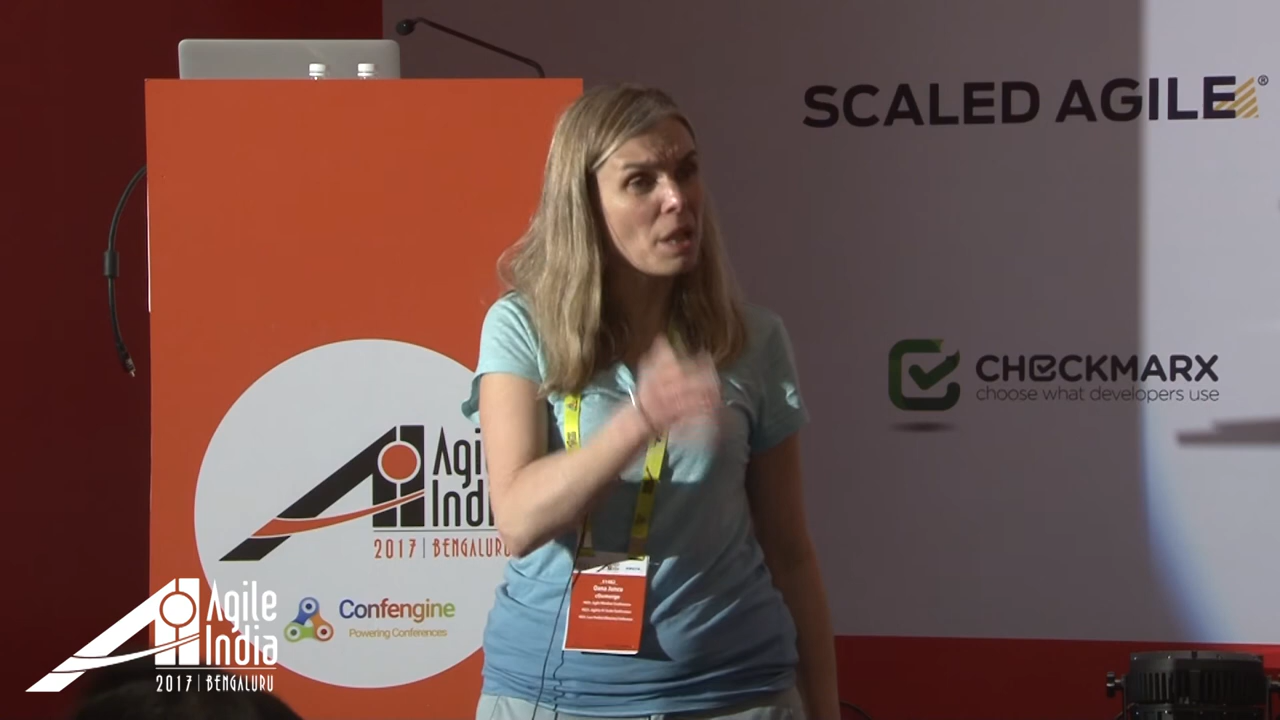 SCALED AGILE®
CHECKMARX
choose what developers use
Agile
India
2017 | BENGALURU
Confengine
Powering Conferences
Agile
India
2017 | BENGALURU